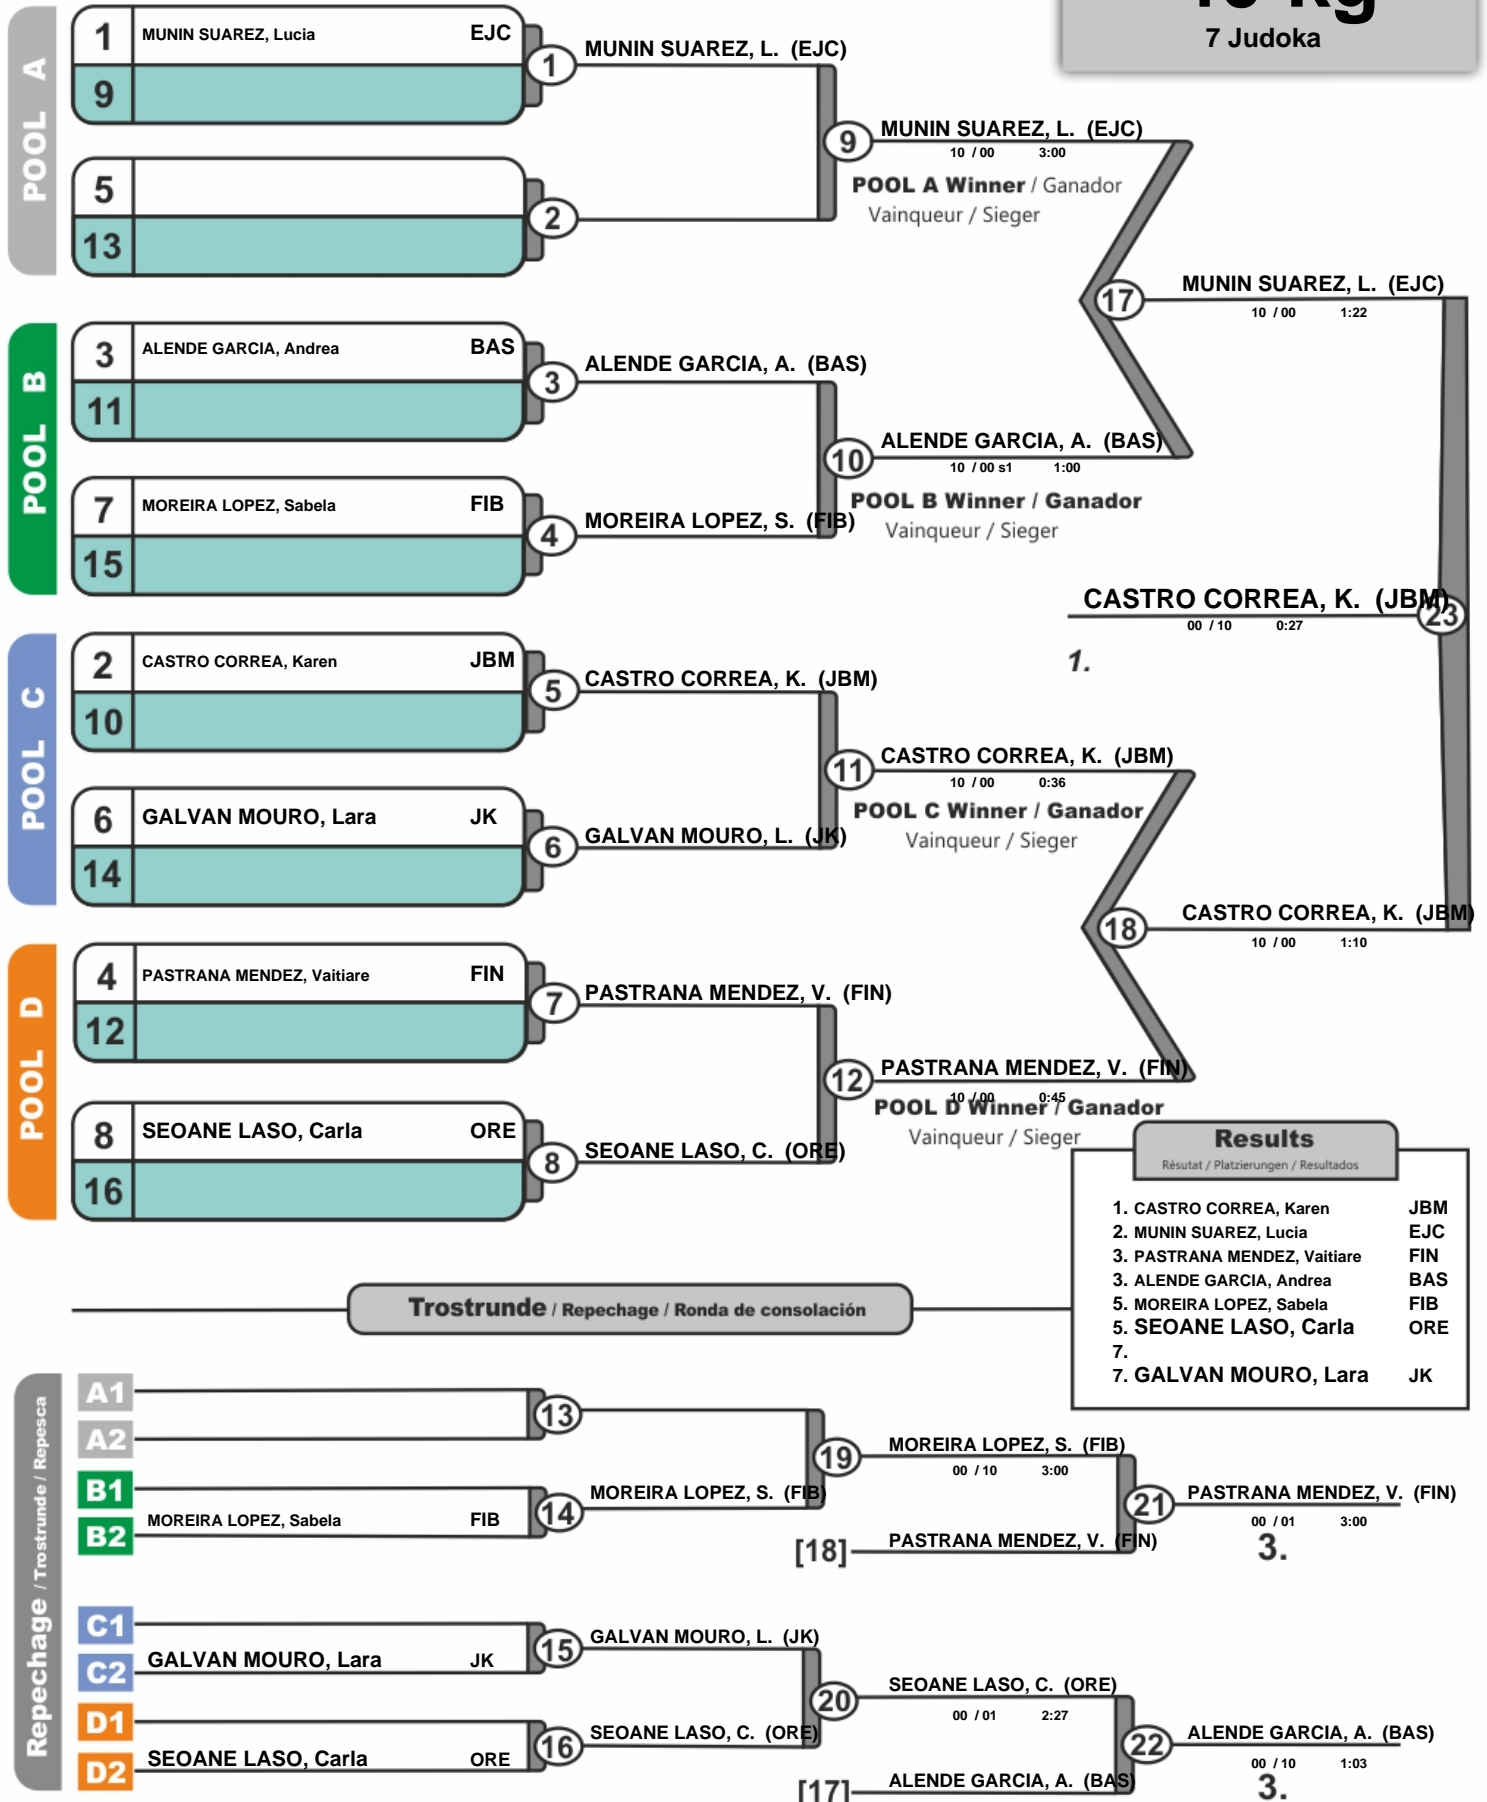 7 Judoka
POOL A
1 MUNIN SUAREZ, Lucia EJC
9
1 MUNIN SUAREZ, L. (EJC)
5
13
2
9 MUNIN SUAREZ, L. (EJC)
10 / 00 3:00
POOL A Winner / Ganador
Vainqueur / Sieger
POOL B
3 ALENDE GARCIA, Andrea BAS
11
3 ALENDE GARCIA, A. (BAS)
7 MOREIRA LOPEZ, Sabela FIB
15
4 MOREIRA LOPEZ, S. (FIB)
10 ALENDE GARCIA, A. (BAS)
10 / 00 s1 1:00
POOL B Winner / Ganador
Vainqueur / Sieger
17 MUNIN SUAREZ, L. (EJC)
10 / 00 1:22
CASTRO CORREA, K. (JBM) 23
00 / 10 0:27
1.
POOL C
2 CASTRO CORREA, Karen JBM
10
5 CASTRO CORREA, K. (JBM)
6 GALVAN MOURO, Lara JK
14
6 GALVAN MOURO, L. (JK)
11 CASTRO CORREA, K. (JBM)
10 / 00 0:36
POOL C Winner / Ganador
Vainqueur / Sieger
18 CASTRO CORREA, K. (JBM)
10 / 00 1:10
POOL D
4 PASTRANA MENDEZ, Vaitiare FIN
12
7 PASTRANA MENDEZ, V. (FIN)
8 SEOANE LASO, Carla ORE
16
8 SEOANE LASO, C. (ORE)
12 PASTRANA MENDEZ, V. (FIN)
10 / 00 0:45
POOL D Winner / Ganador
Vainqueur / Sieger
Results
Résutat / Platzierungen / Resultados
1. CASTRO CORREA, Karen JBM
2. MUNIN SUAREZ, Lucia EJC
3. PASTRANA MENDEZ, Vaitiare FIN
3. ALENDE GARCIA, Andrea BAS
5. MOREIRA LOPEZ, Sabela FIB
5. SEOANE LASO, Carla ORE
7.
7. GALVAN MOURO, Lara JK
Trostrunde / Repechage / Ronda de consolación
Repechage / Trostrunde / Repesca
A1
A2
13
B1
B2 MOREIRA LOPEZ, Sabela FIB
14 MOREIRA LOPEZ, S. (FIB)
19 MOREIRA LOPEZ, S. (FIB)
00 / 10 3:00
[18] PASTRANA MENDEZ, V. (FIN)
21 PASTRANA MENDEZ, V. (FIN)
00 / 01 3:00
3.
C1
C2 GALVAN MOURO, Lara JK
15 GALVAN MOURO, L. (JK)
D1
D2 SEOANE LASO, Carla ORE
16 SEOANE LASO, C. (ORE)
20 SEOANE LASO, C. (ORE)
00 / 01 2:27
[17] ALENDE GARCIA, A. (BAS)
22 ALENDE GARCIA, A. (BAS)
00 / 10 1:03
3.